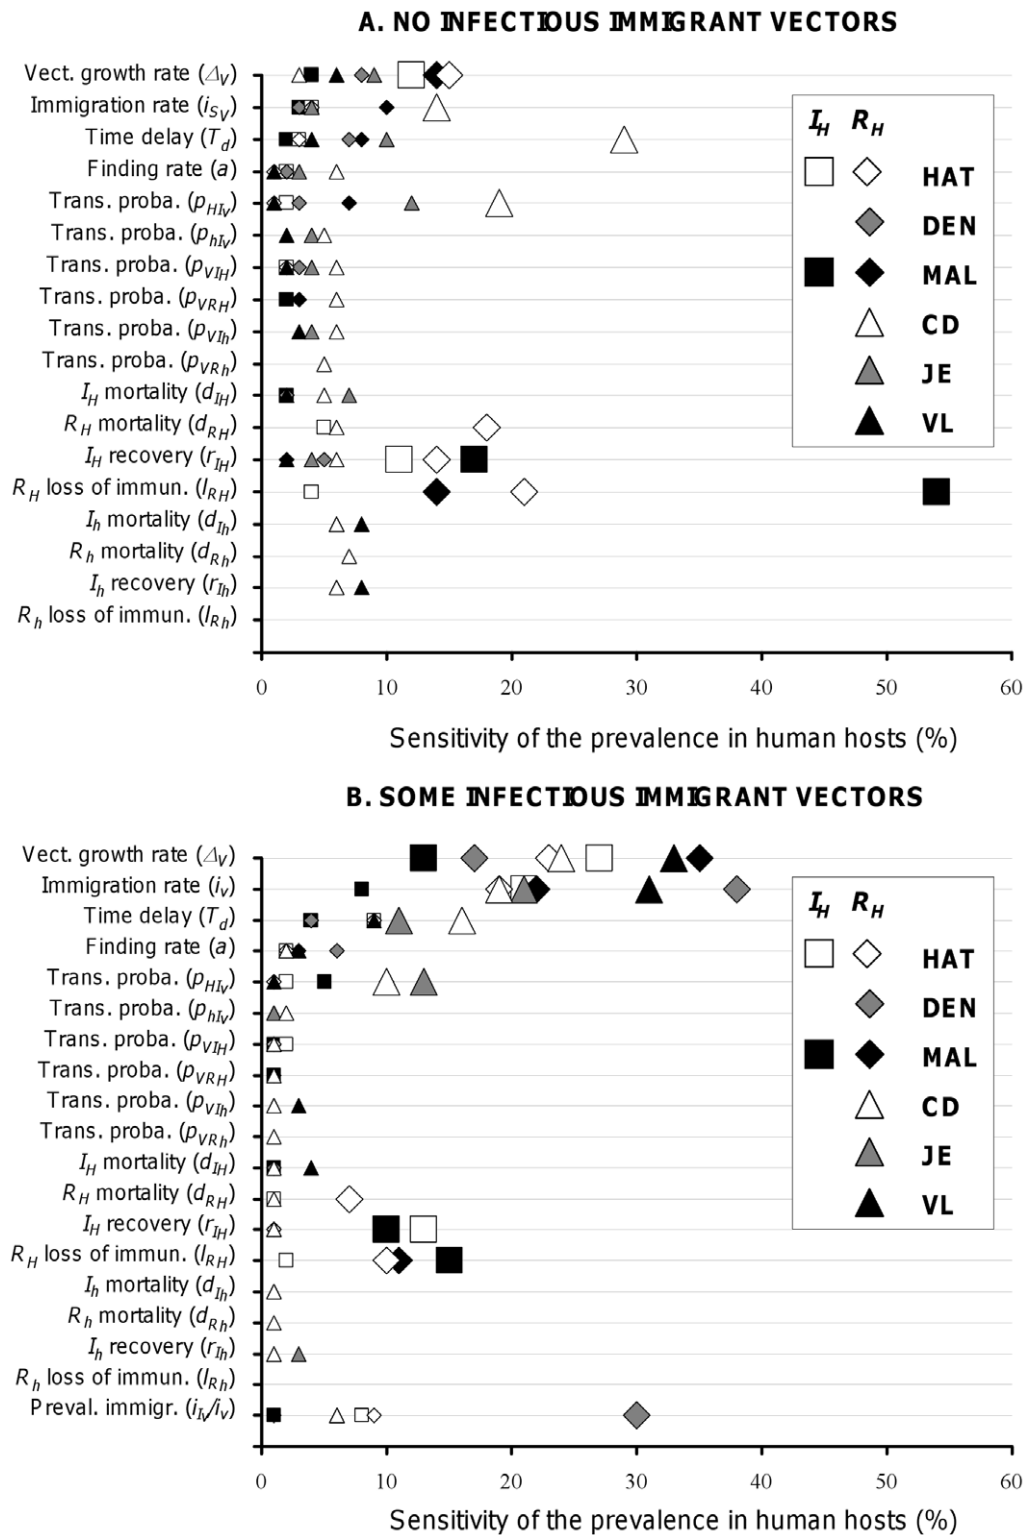 A. NO INFECTIOUS IMMIGRANT VECTORS
Vect. growth rate (ΔV)
Immigration rate (iSV)
Time delay (Td)
Finding rate (a)
Trans. proba. (pHIv)
Trans. proba. (phIv)
Trans. proba. (pVIH)
Trans. proba. (pVRH)
Trans. proba. (pVIh)
Trans. proba. (pVRh)
IH mortality (dIH)
RH mortality (dRH)
IH recovery (rIH)
RH loss of immun. (lRH)
Ih mortality (dIh)
Rh mortality (dRh)
Ih recovery (rIh)
Rh loss of immun. (lRh)
IH RH
HAT
DEN
MAL
CD
JE
VL
0 10 20 30 40 50 60
Sensitivity of the prevalence in human hosts (%)
B. SOME INFECTIOUS IMMIGRANT VECTORS
Vect. growth rate (ΔV)
Immigration rate (iv)
Time delay (Td)
Finding rate (a)
Trans. proba. (pHIv)
Trans. proba. (phIv)
Trans. proba. (pVIH)
Trans. proba. (pVRH)
Trans. proba. (pVIh)
Trans. proba. (pVRh)
IH mortality (dIH)
RH mortality (dRH)
IH recovery (rIH)
RH loss of immun. (lRH)
Ih mortality (dIh)
Rh mortality (dRh)
Ih recovery (rIh)
Rh loss of immun. (lRh)
Preval. immigr. (iIv/iv)
IH RH
HAT
DEN
MAL
CD
JE
VL
0 10 20 30 40 50 60
Sensitivity of the prevalence in human hosts (%)